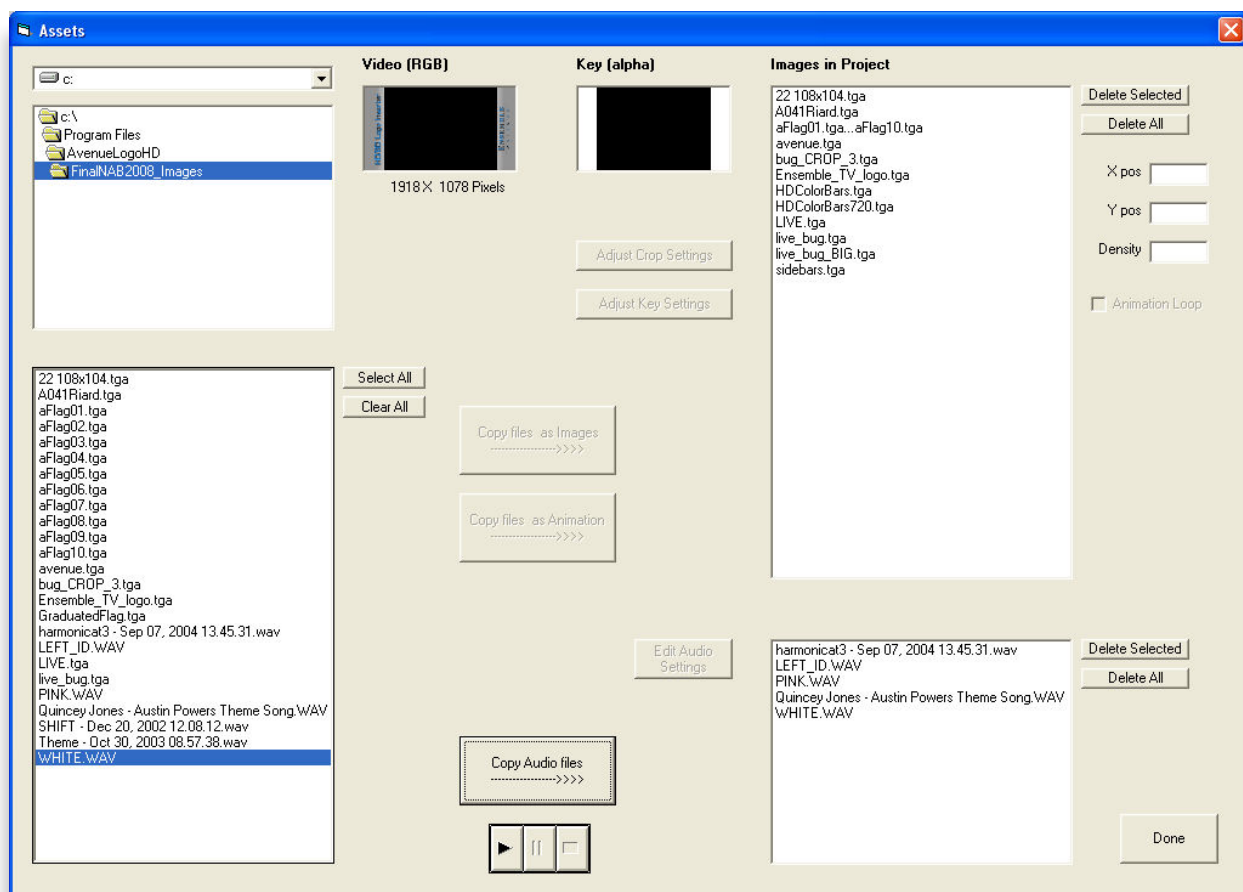 Assets
c:
c:\
Program Files
AvenueLogoHD
FinalNAB2008_Images
Video (RGB)
1918 X 1078 Pixels
Key (alpha)
Adjust Crop Settings
Adjust Key Settings
Images in Project
22 108x104.tga
A041Riard.tga
aFlag01.tga...aFlag10.tga
avenue.tga
bug_CROP_3.tga
Ensemble_TV_logo.tga
HDColorBars.tga
HDColorBars720.tga
LIVE.tga
live_bug.tga
live_bug_BIG.tga
sidebars.tga
Delete Selected
Delete All
X pos
Y pos
Density
Animation Loop
22 108x104.tga
A041Riard.tga
aFlag01.tga
aFlag02.tga
aFlag03.tga
aFlag04.tga
aFlag05.tga
aFlag06.tga
aFlag07.tga
aFlag08.tga
aFlag09.tga
aFlag10.tga
avenue.tga
bug_CROP_3.tga
Ensemble_TV_logo.tga
GraduatedFlag.tga
harmonicat3 - Sep 07, 2004 13.45.31.wav
LEFT_ID.WAV
LIVE.tga
live_bug.tga
PINK.WAV
Quincey Jones - Austin Powers Theme Song.WAV
SHIFT - Dec 20, 2002 12.08.12.wav
Theme - Oct 30, 2003 08.57.38.wav
WHITE.WAV
Select All
Clear All
Copy files as Images
------------------>>>>
Copy files as Animation
------------------>>>>
Edit Audio
Settings
Copy Audio files
------------------>>>>
harmonicat3 - Sep 07, 2004 13.45.31.wav
LEFT_ID.WAV
PINK.WAV
Quincey Jones - Austin Powers Theme Song.WAV
WHITE.WAV
Delete Selected
Delete All
Done